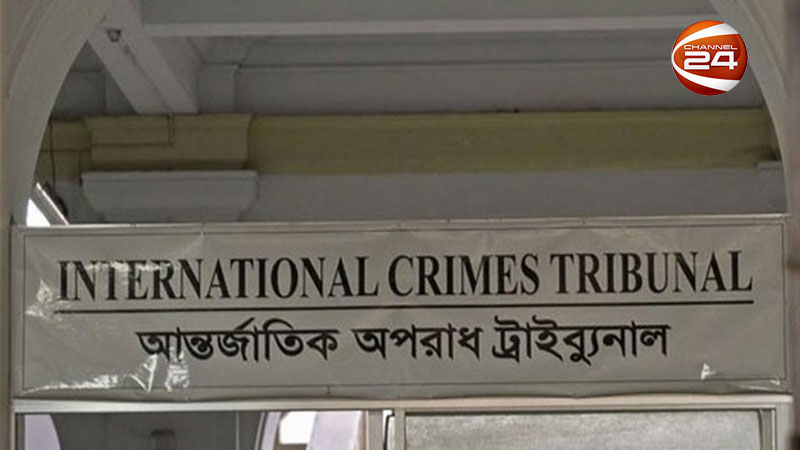 CHANNEL
24
INTERNATIONAL CRIMES TRIBUNAL
আন্তর্জাতিক অপরাধ ট্রাইব্যুনাল